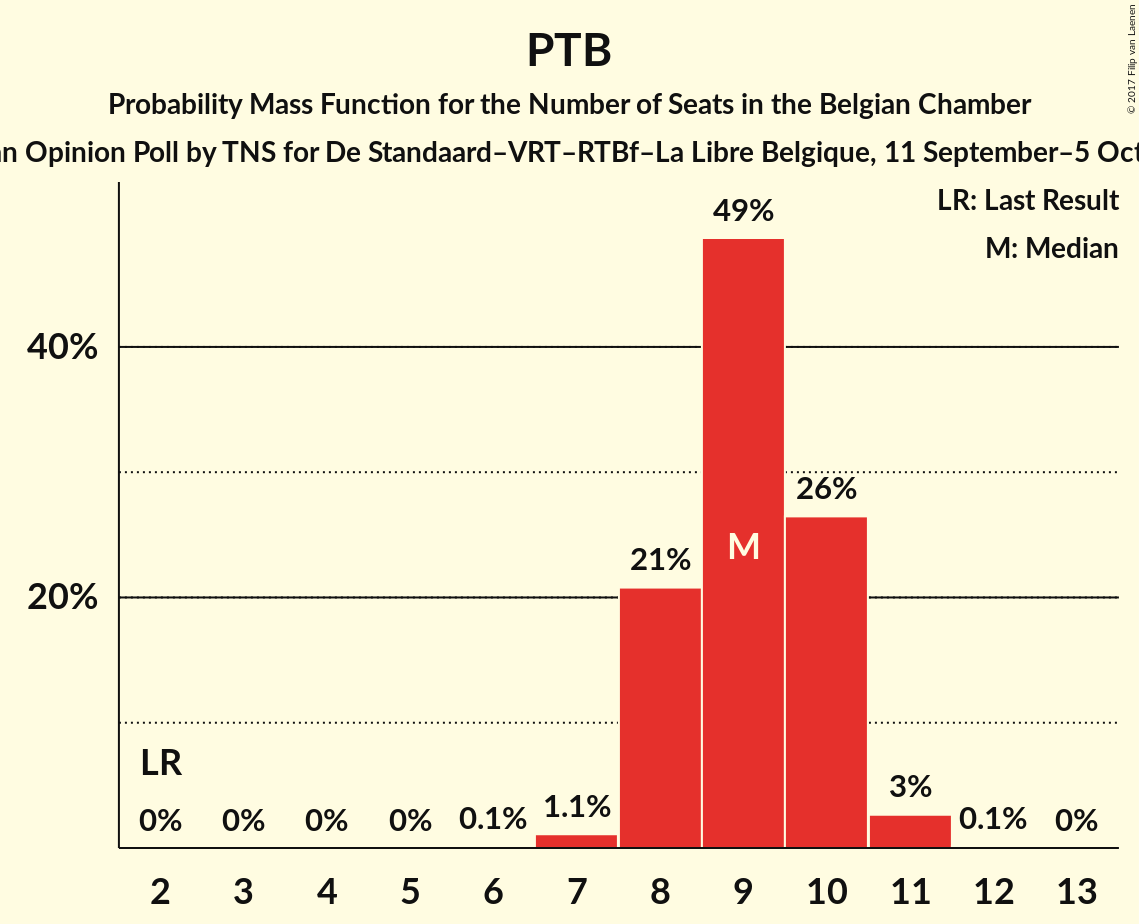 PTB
Probability Mass Function for the Number of Seats in the Belgian Chamber
an Opinion Poll by TNS for De Standaard–VRT–RTBf–La Libre Belgique, 11 September–5 Oct
© 2017 Filip van Laenen
LR: Last Result
M: Median
49%
40%
26%
M
21%
20%
LR
3%
1.1%
0% 0% 0% 0% 0.1% 0.1% 0%
2 3 4 5 6 7 8 9 10 11 12 13